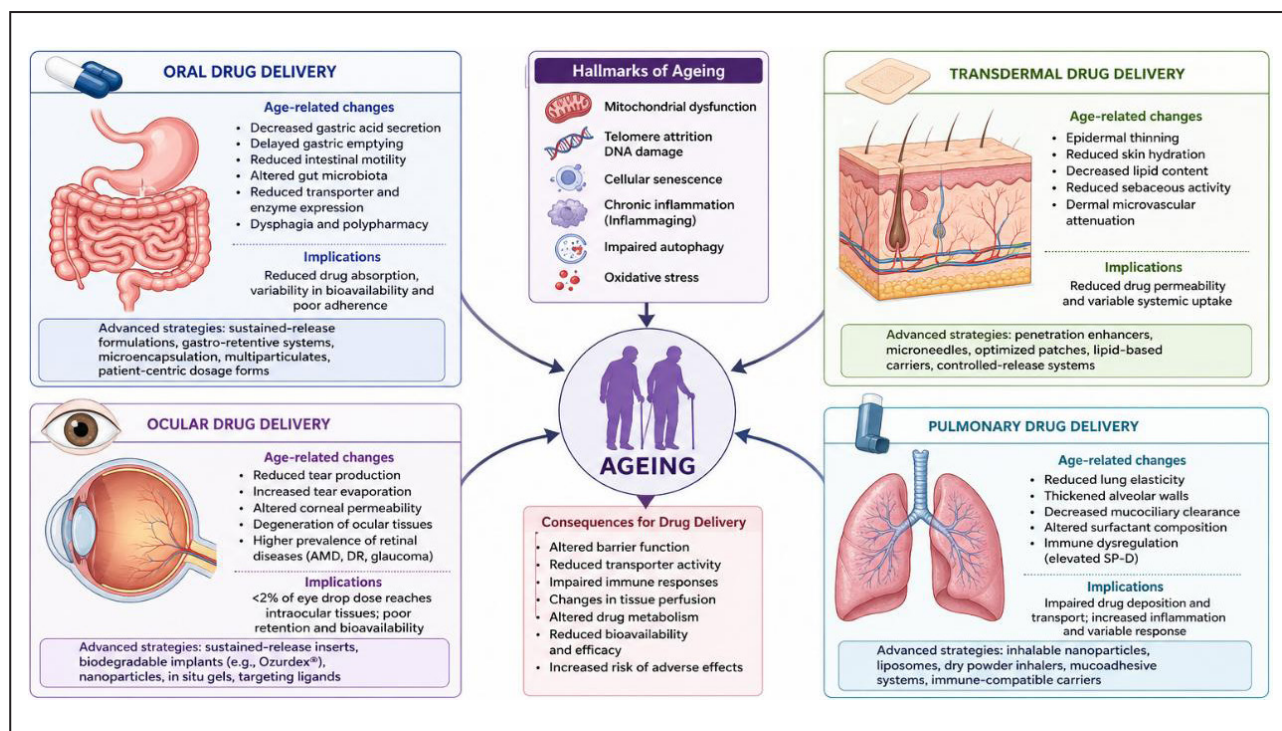 ORAL DRUG DELIVERY
Age-related changes
• Decreased gastric acid secretion
• Delayed gastric emptying
• Reduced intestinal motility
• Altered gut microbiota
• Reduced transporter and
enzyme expression
• Dysphagia and polypharmacy
Implications
Reduced drug absorption,
variability in bioavailability and
poor adherence
Advanced strategies: sustained-release
formulations, gastro-retentive systems,
microencapsulation, multiparticulates,
patient-centric dosage forms
Hallmarks of Ageing
Mitochondrial dysfunction
Telomere attrition
DNA damage
Cellular senescence
Chronic inflammation
(Inflammaging)
Impaired autophagy
Oxidative stress
TRANSDERMAL DRUG DELIVERY
Age-related changes
• Epidermal thinning
• Reduced skin hydration
• Decreased lipid content
• Reduced sebaceous activity
• Dermal microvascular
attenuation
Implications
Reduced drug permeability
and variable systemic uptake
Advanced strategies: penetration enhancers,
microneedles, optimized patches, lipid-based
carriers, controlled-release systems
AGEING
OCULAR DRUG DELIVERY
Age-related changes
• Reduced tear production
• Increased tear evaporation
• Altered corneal permeability
• Degeneration of ocular tissues
• Higher prevalence of retinal
diseases (AMD, DR, glaucoma)
Implications
<2% of eye drop dose reaches
intraocular tissues; poor
retention and bioavailability
Advanced strategies: sustained-release inserts,
biodegradable implants (e.g., Ozurdex®),
nanoparticles, in situ gels, targeting ligands
Consequences for Drug Delivery
• Altered barrier function
• Reduced transporter activity
• Impaired immune responses
• Changes in tissue perfusion
• Altered drug metabolism
• Reduced bioavailability
and efficacy
• Increased risk of adverse effects
PULMONARY DRUG DELIVERY
Age-related changes
• Reduced lung elasticity
• Thickened alveolar walls
• Decreased mucociliary clearance
• Altered surfactant composition
• Immune dysregulation
(elevated SP-D)
Implications
Impaired drug deposition and
transport; increased inflammation
and variable response
Advanced strategies: inhalable nanoparticles,
liposomes, dry powder inhalers, mucoadhesive
systems, immune-compatible carriers